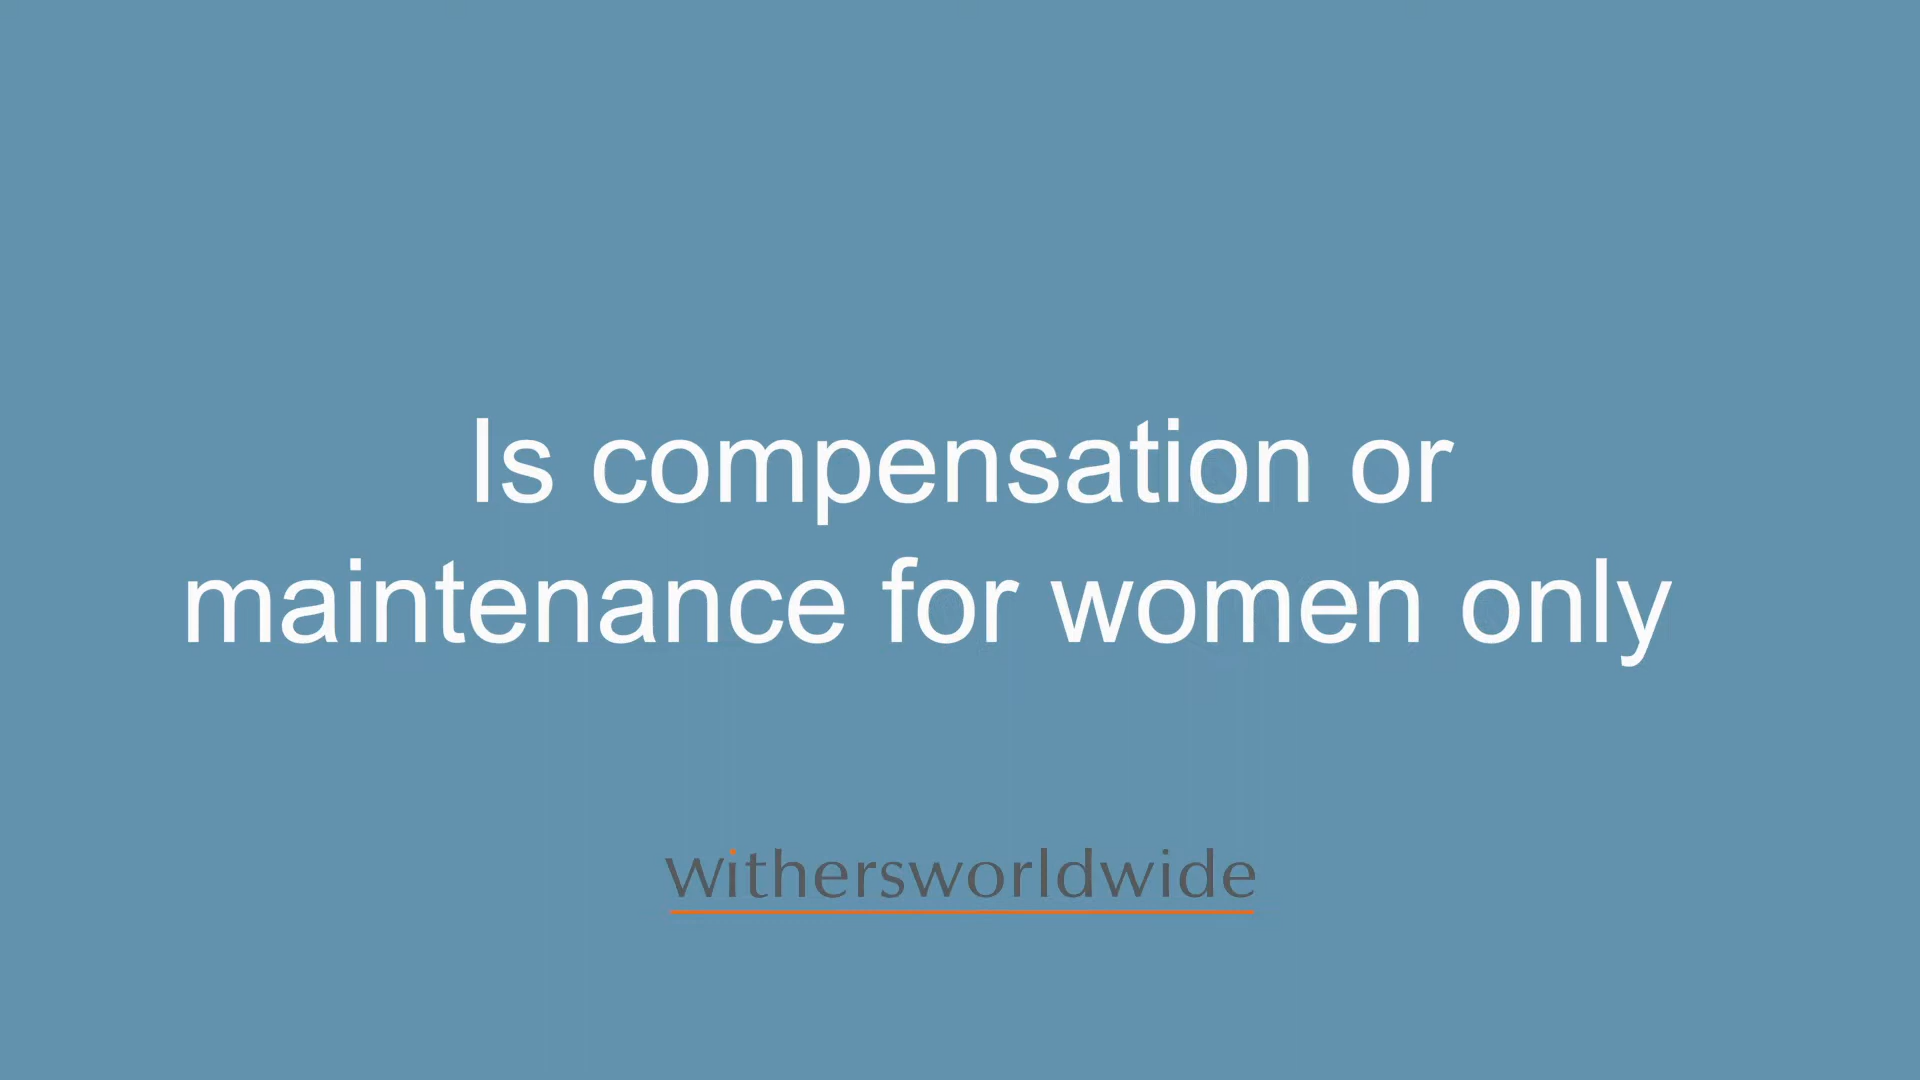 Is compensation or
maintenance for women only
withersworldwide